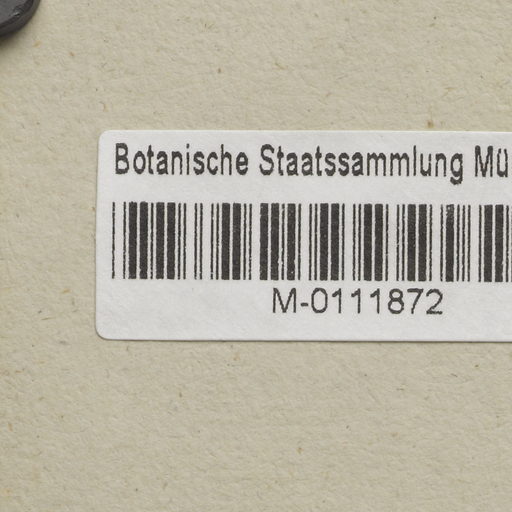 Botanische Staatssammlung Mü
M-0111872